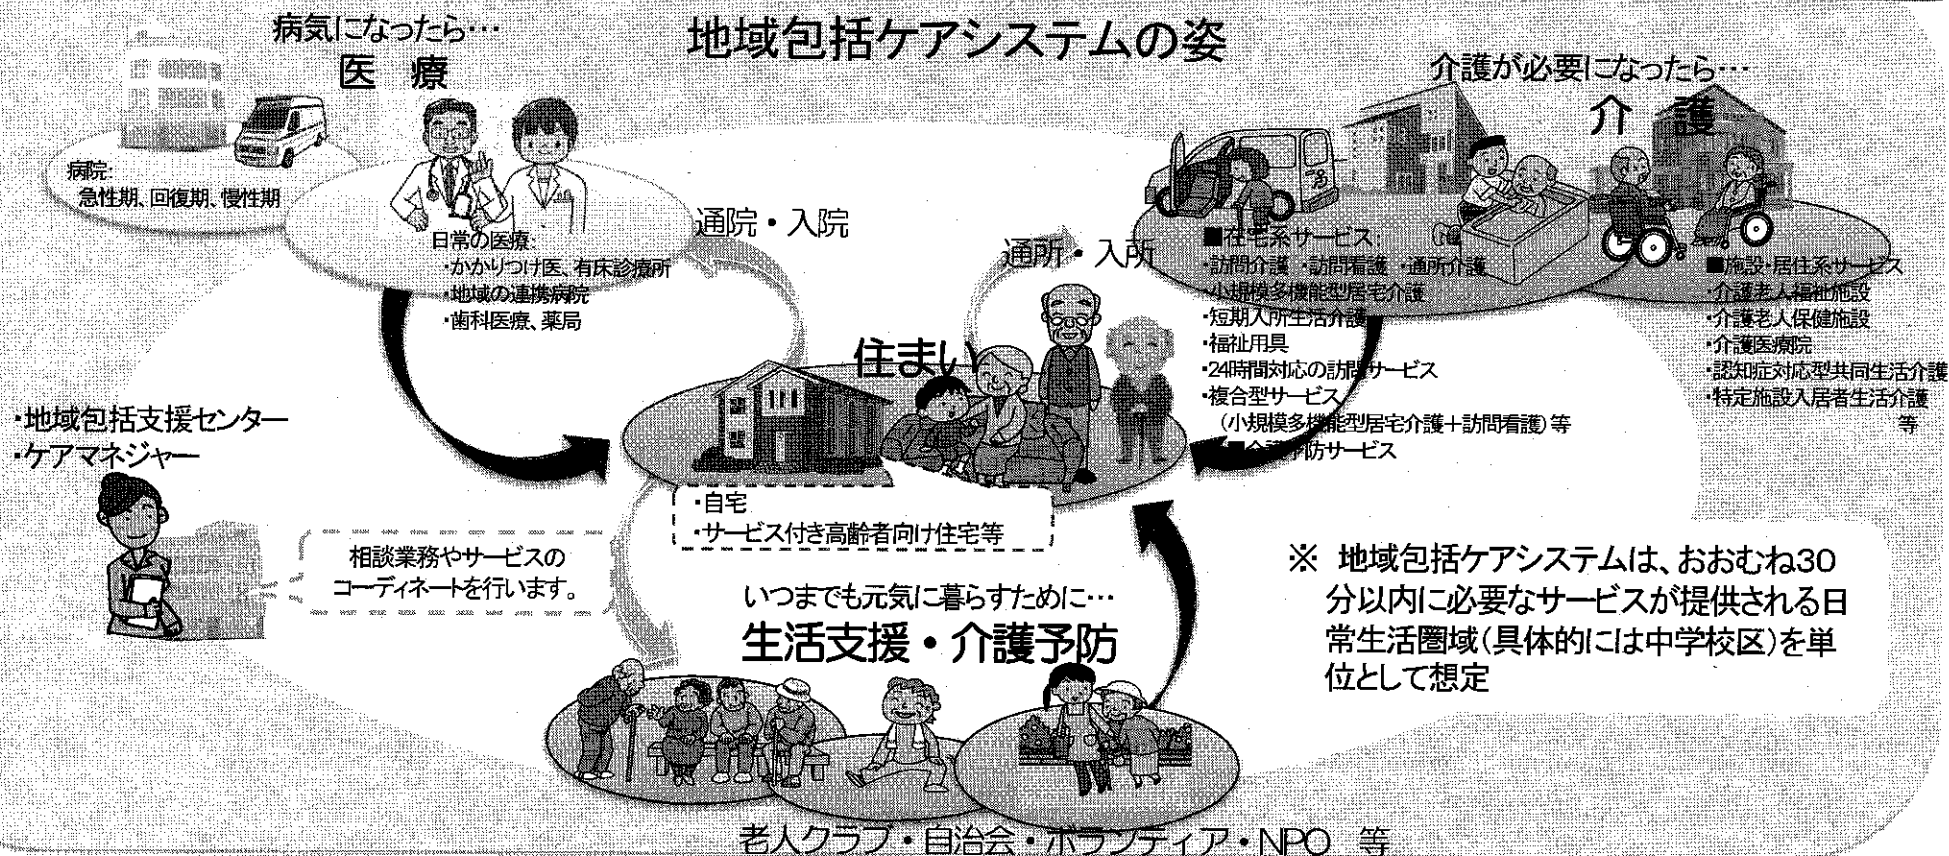 地域包括ケアシステムの姿
病気になったら…
医 療
病院:
急性期、回復期、慢性期
日常の医療:
・かかりつけ医、有床診療所
・地域の連携病院
・歯科医療、薬局
通院・入院
通所・入所
介護が必要になったら…
介 護
■在宅系サービス:
・訪問介護 ・訪問看護 ・通所介護
・小規模多機能型居宅介護
・短期入所生活介護
・福祉用具
・24時間対応の訪問サービス
・複合型サービス
(小規模多機能型居宅介護+訪問看護)等
■介護予防サービス
■施設・居住系サービス
・介護老人福祉施設
・介護老人保健施設
・介護医療院
・認知症対応型共同生活介護
・特定施設入居者生活介護
等
住まい
・自宅
・サービス付き高齢者向け住宅等
・地域包括支援センター
・ケアマネジャー
相談業務やサービスの
コーディネートを行います。
いつまでも元気に暮らすために…
生活支援・介護予防
老人クラブ・自治会・ボランティア・NPO 等
※ 地域包括ケアシステムは、おおむね30
分以内に必要なサービスが提供される日
常生活圏域(具体的には中学校区)を単
位として想定